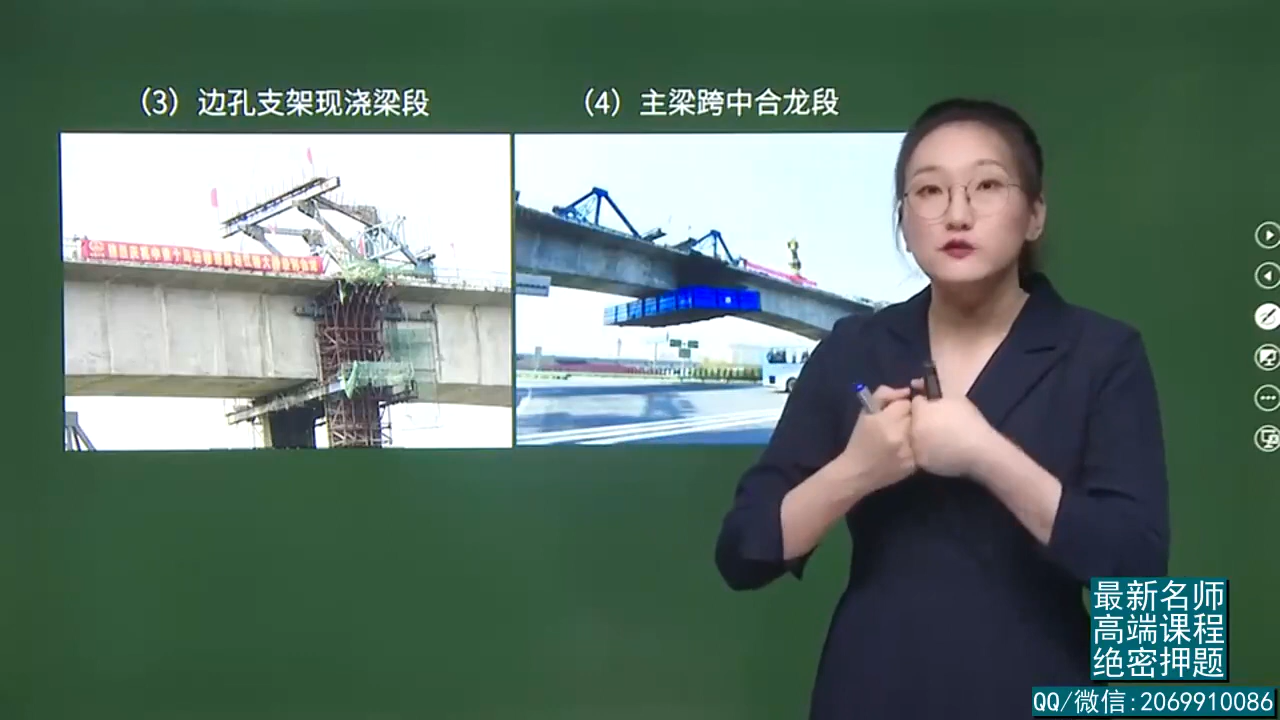 （3）边孔支架现浇梁段
（4）主梁跨中合龙段
最新名师
高端课程
绝密押题
QQ/微信:2069910086